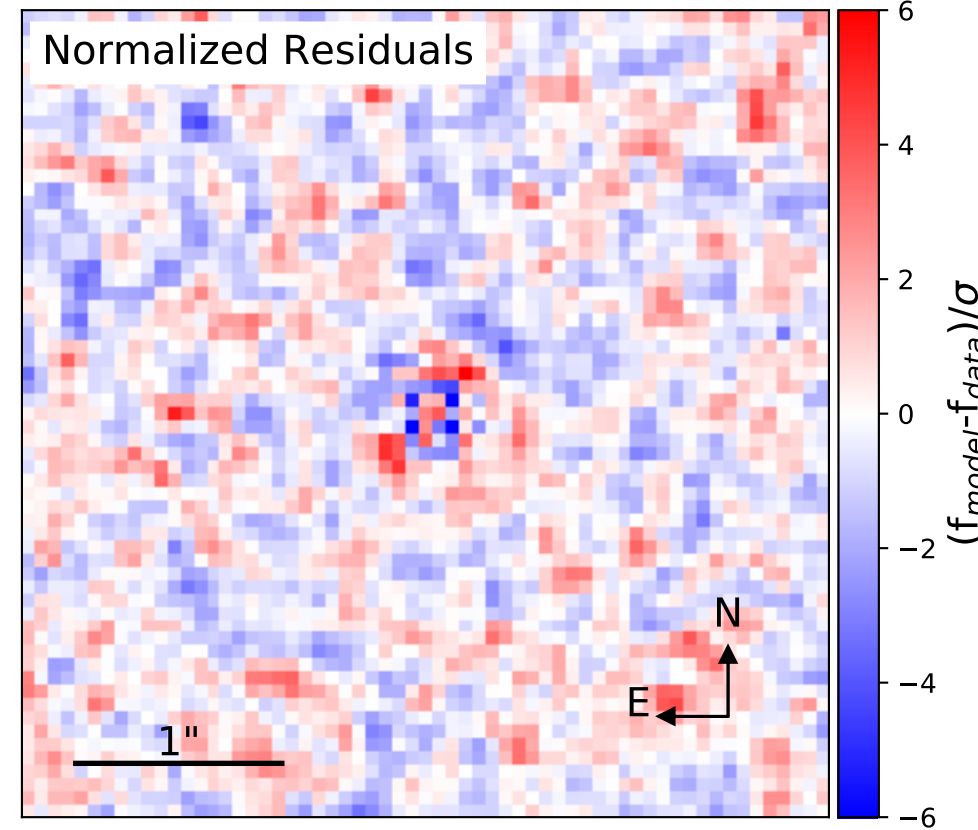 Normalized Residuals
6
4
2
0
−2
−4
−6
(f_model-f_data)/σ
N
E
1"